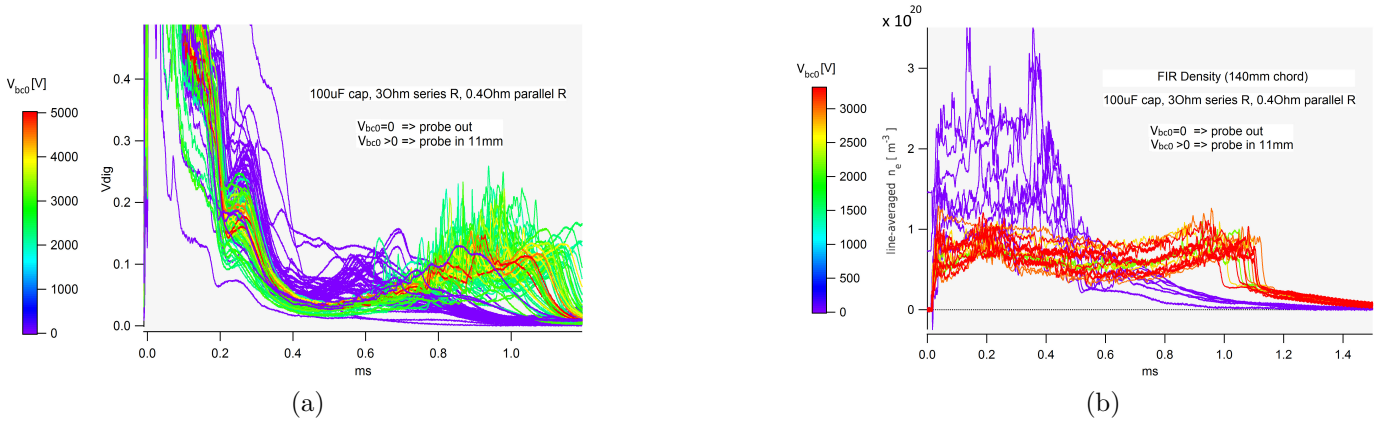 V_bc0 [V]
5000
4000
3000
2000
1000
0
Vdig
0.4
0.3
0.2
0.1
0.0
100uF cap, 3Ohm series R, 0.4Ohm parallel R
V_bc0=0 => probe out
V_bc0 >0 => probe in 11mm
0.0 0.2 0.4 0.6 0.8 1.0
ms
(a)
V_bc0 [V]
3000
2500
2000
1500
1000
500
0
x 10^20
line-averaged n_e [ m^-3 ]
3
2
1
0
FIR Density (140mm chord)
100uF cap, 3Ohm series R, 0.4Ohm parallel R
V_bc0=0 => probe out
V_bc0 >0 => probe in 11mm
0.0 0.2 0.4 0.6 0.8 1.0 1.2 1.4
ms
(b)